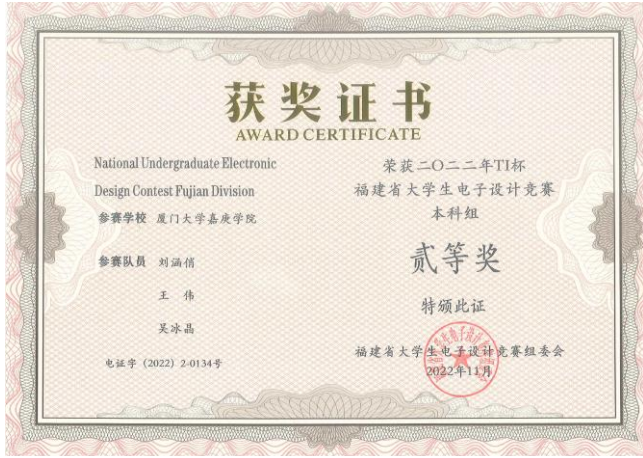 获奖证书
AWARD CERTIFICATE
National Undergraduate Electronic
Design Contest Fujian Division
参赛学校 厦门大学嘉庚学院
参赛队员 刘涵俏
王 伟
吴冰晶
电证字（2022）2-0134号
荣获二〇二二年TI杯
福建省大学生电子设计竞赛
本科组
贰等奖
特颁此证
福建省大学生电子设计竞赛组委会
2022年11月